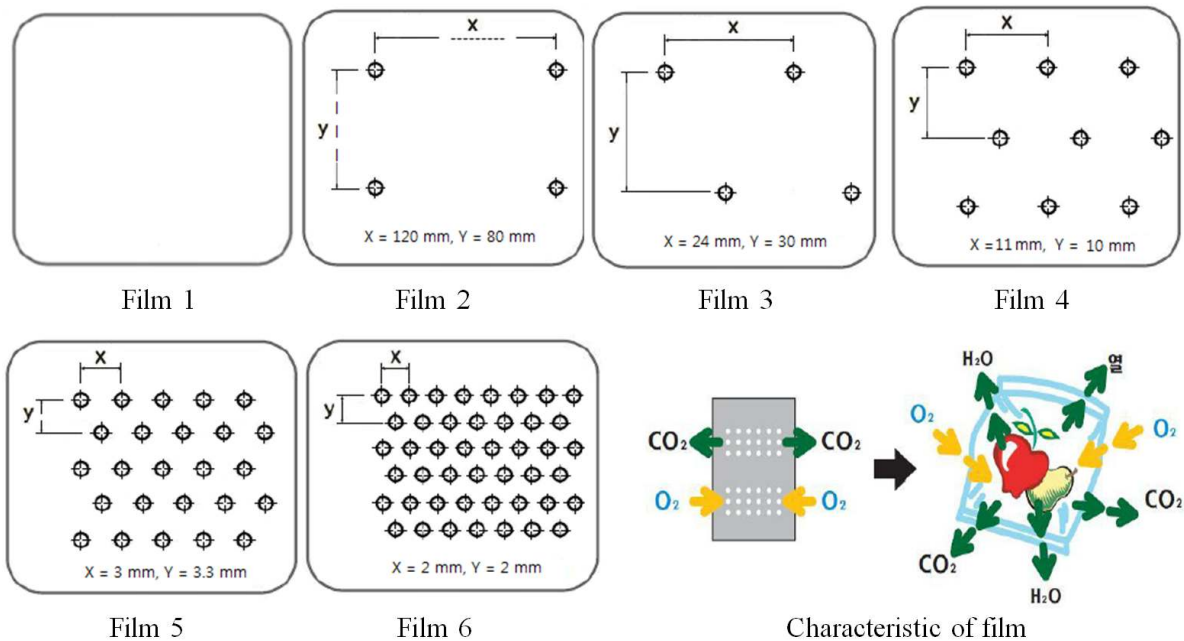 x
y
X = 120 mm, Y = 80 mm
x
y
X = 24 mm, Y = 30 mm
x
y
X =11 mm, Y = 10 mm
Film 1
Film 2
Film 3
Film 4
x
y
X = 3 mm, Y = 3.3 mm
x
y
X = 2 mm, Y = 2 mm
CO₂
CO₂
O₂
O₂
H₂O
열
O₂
O₂
CO₂
CO₂
H₂O
Film 5
Film 6
Characteristic of film